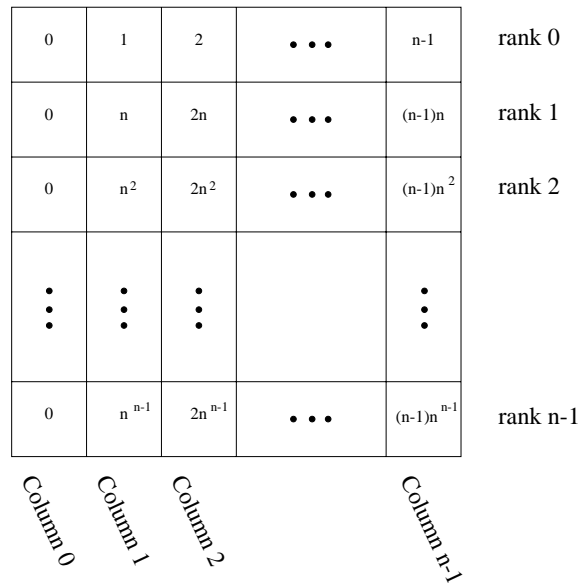 0 1 2 • • • n-1 rank 0
0 n 2n • • • (n-1)n rank 1
0 n² 2n² • • • (n-1)n² rank 2
0 nⁿ⁻¹ 2nⁿ⁻¹ • • • (n-1)nⁿ⁻¹ rank n-1
Column 0
Column 1
Column 2
Column n-1